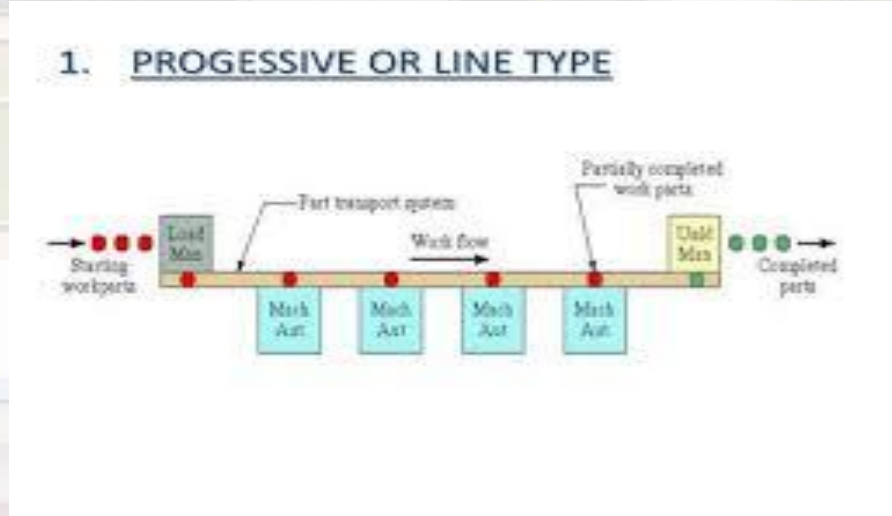 1. PROGESSIVE OR LINE TYPE
Partially completed
work parts
Part transport system
Work flow
Load
Man
Unld
Man
Starting
workparts
Completed
parts
Mach
Aut
Mach
Aut
Mach
Aut
Mach
Aut